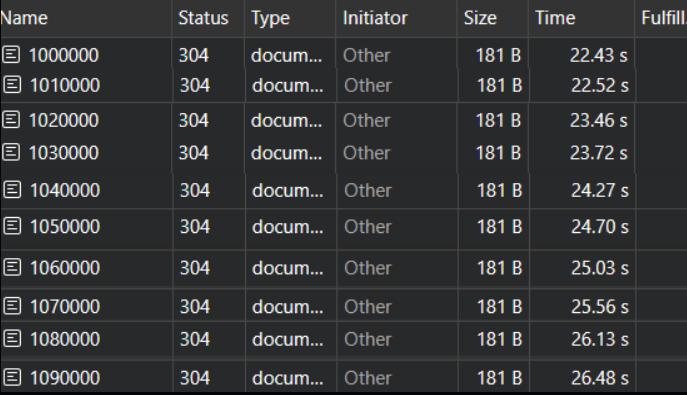 Name Status Type Initiator Size Time Fulfill
1000000 304 docum... Other 181 B 22.43 s
1010000 304 docum... Other 181 B 22.52 s
1020000 304 docum... Other 181 B 23.46 s
1030000 304 docum... Other 181 B 23.72 s
1040000 304 docum... Other 181 B 24.27 s
1050000 304 docum... Other 181 B 24.70 s
1060000 304 docum... Other 181 B 25.03 s
1070000 304 docum... Other 181 B 25.56 s
1080000 304 docum... Other 181 B 26.13 s
1090000 304 docum... Other 181 B 26.48 s